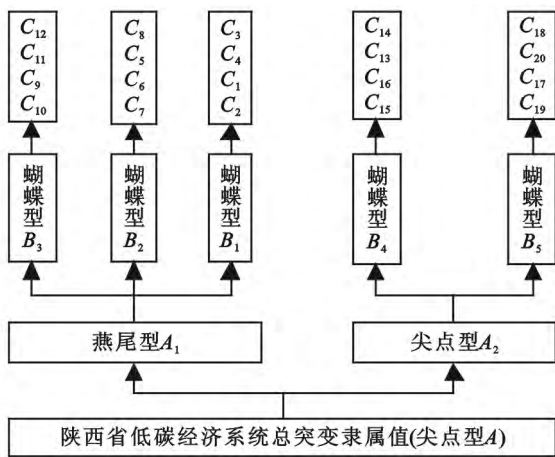 C₁₂
C₁₁
C₉
C₁₀
C₈
C₅
C₆
C₇
C₃
C₄
C₁
C₂
C₁₄
C₁₃
C₁₆
C₁₅
C₁₈
C₂₀
C₁₇
C₁₉
蝴蝶型B₃
蝴蝶型B₂
蝴蝶型B₁
蝴蝶型B₄
蝴蝶型B₅
燕尾型A₁
尖点型A₂
陕西省低碳经济系统总突变隶属值(尖点型A)